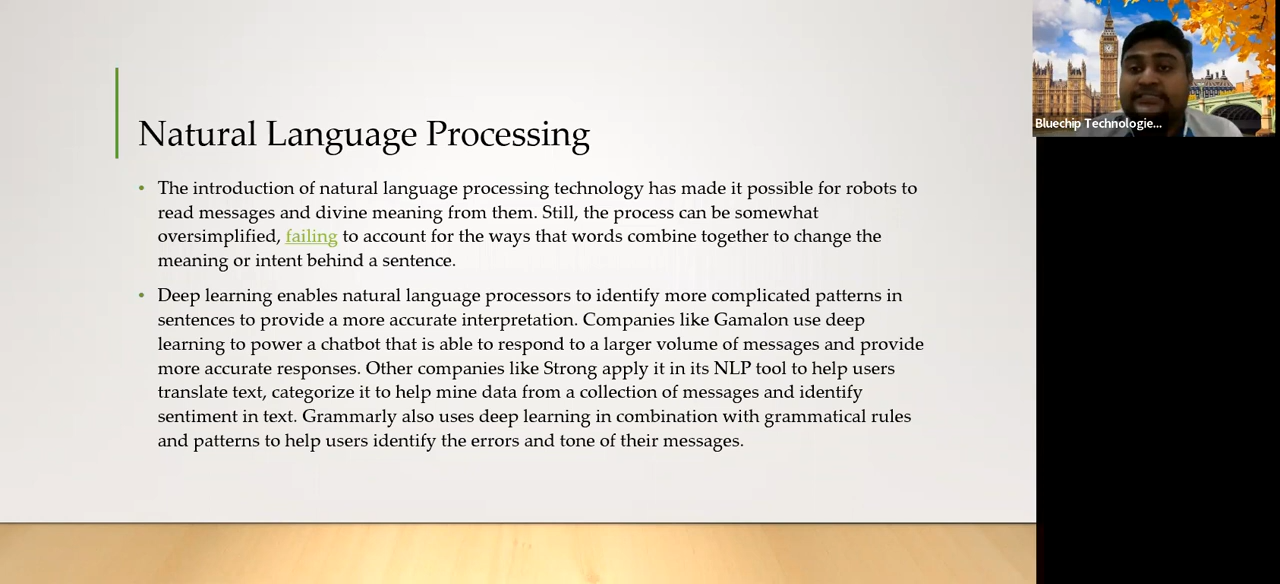 Natural Language Processing
• The introduction of natural language processing technology has made it possible for robots to
read messages and divine meaning from them. Still, the process can be somewhat
oversimplified, failing to account for the ways that words combine together to change the
meaning or intent behind a sentence.
• Deep learning enables natural language processors to identify more complicated patterns in
sentences to provide a more accurate interpretation. Companies like Gamalon use deep
learning to power a chatbot that is able to respond to a larger volume of messages and provide
more accurate responses. Other companies like Strong apply it in its NLP tool to help users
translate text, categorize it to help mine data from a collection of messages and identify
sentiment in text. Grammarly also uses deep learning in combination with grammatical rules
and patterns to help users identify the errors and tone of their messages.
Bluechip Technologie...